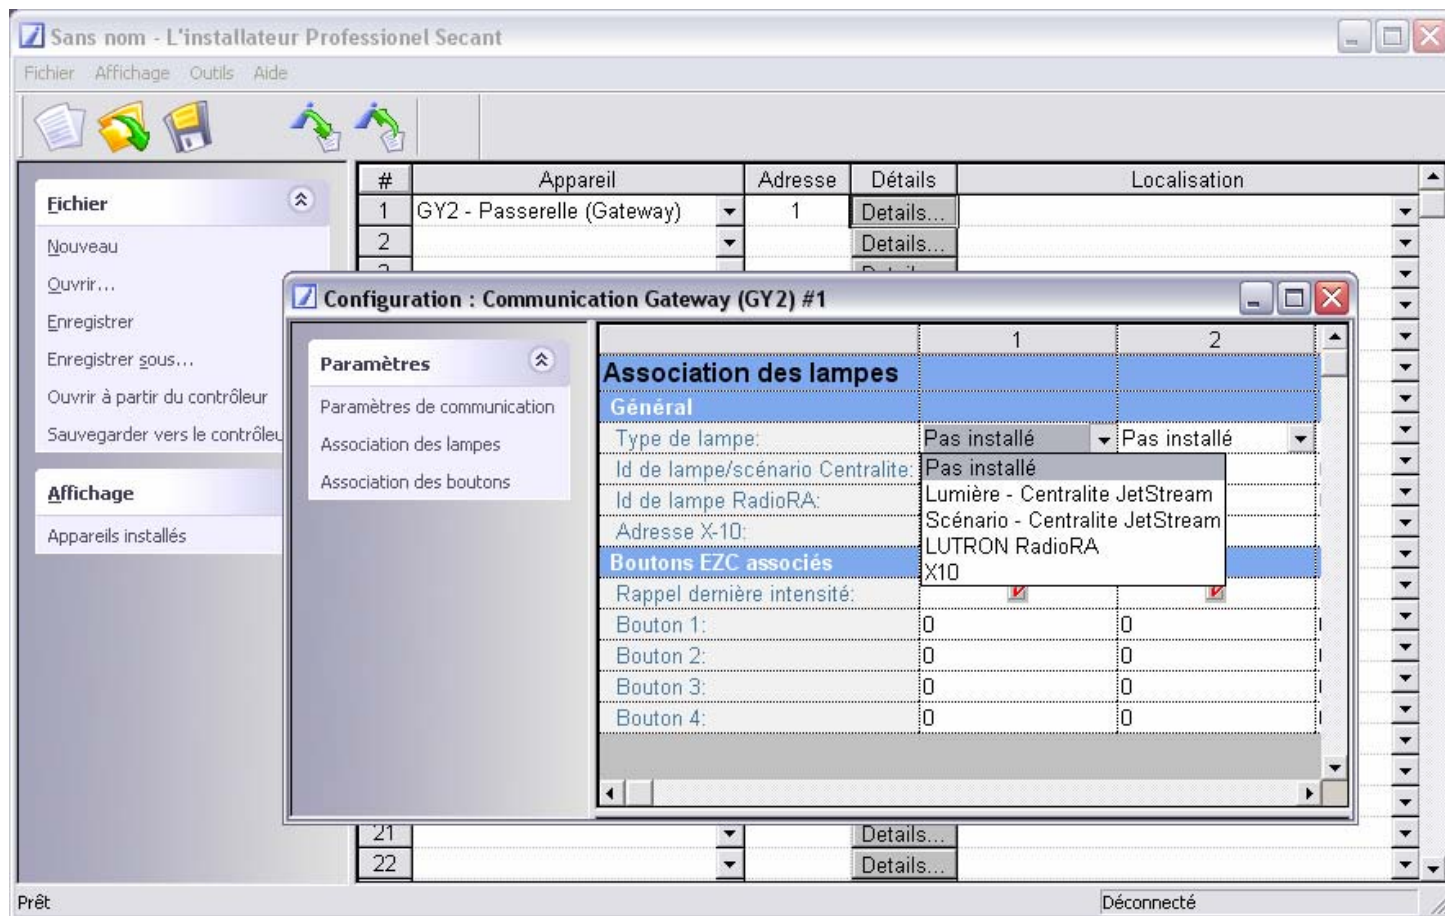 Sans nom - L'installateur Professionel Secant
Fichier Affichage Outils Aide
# Appareil Adresse Détails Localisation
1 GY2 - Passerelle (Gateway) 1 Details...
2 Details...
Fichier
Nouveau
Ouvrir...
Enregistrer
Enregistrer sous...
Ouvrir à partir du contrôleur
Sauvegarder vers le
Affichage
Appareils installés
Configuration : Communication Gateway (GY2) #1
Paramètres
Paramètres de communication
Association des lampes
Association des boutons
1 2
Association des lampes
Général
Type de lampe: Pas installé Pas installé
Id de lampe/scénario Centralite:
Id de lampe RadioRA:
Adresse X-10:
Pas installé
Lumière - Centralite JetStream
Scénario - Centralite JetStream
LUTRON RadioRA
X10
Boutons EZC associés
Rappel dernière intensité:
Bouton 1: 0 0
Bouton 2: 0 0
Bouton 3: 0 0
Bouton 4: 0 0
21 Details...
22 Details...
Prêt Déconnecté